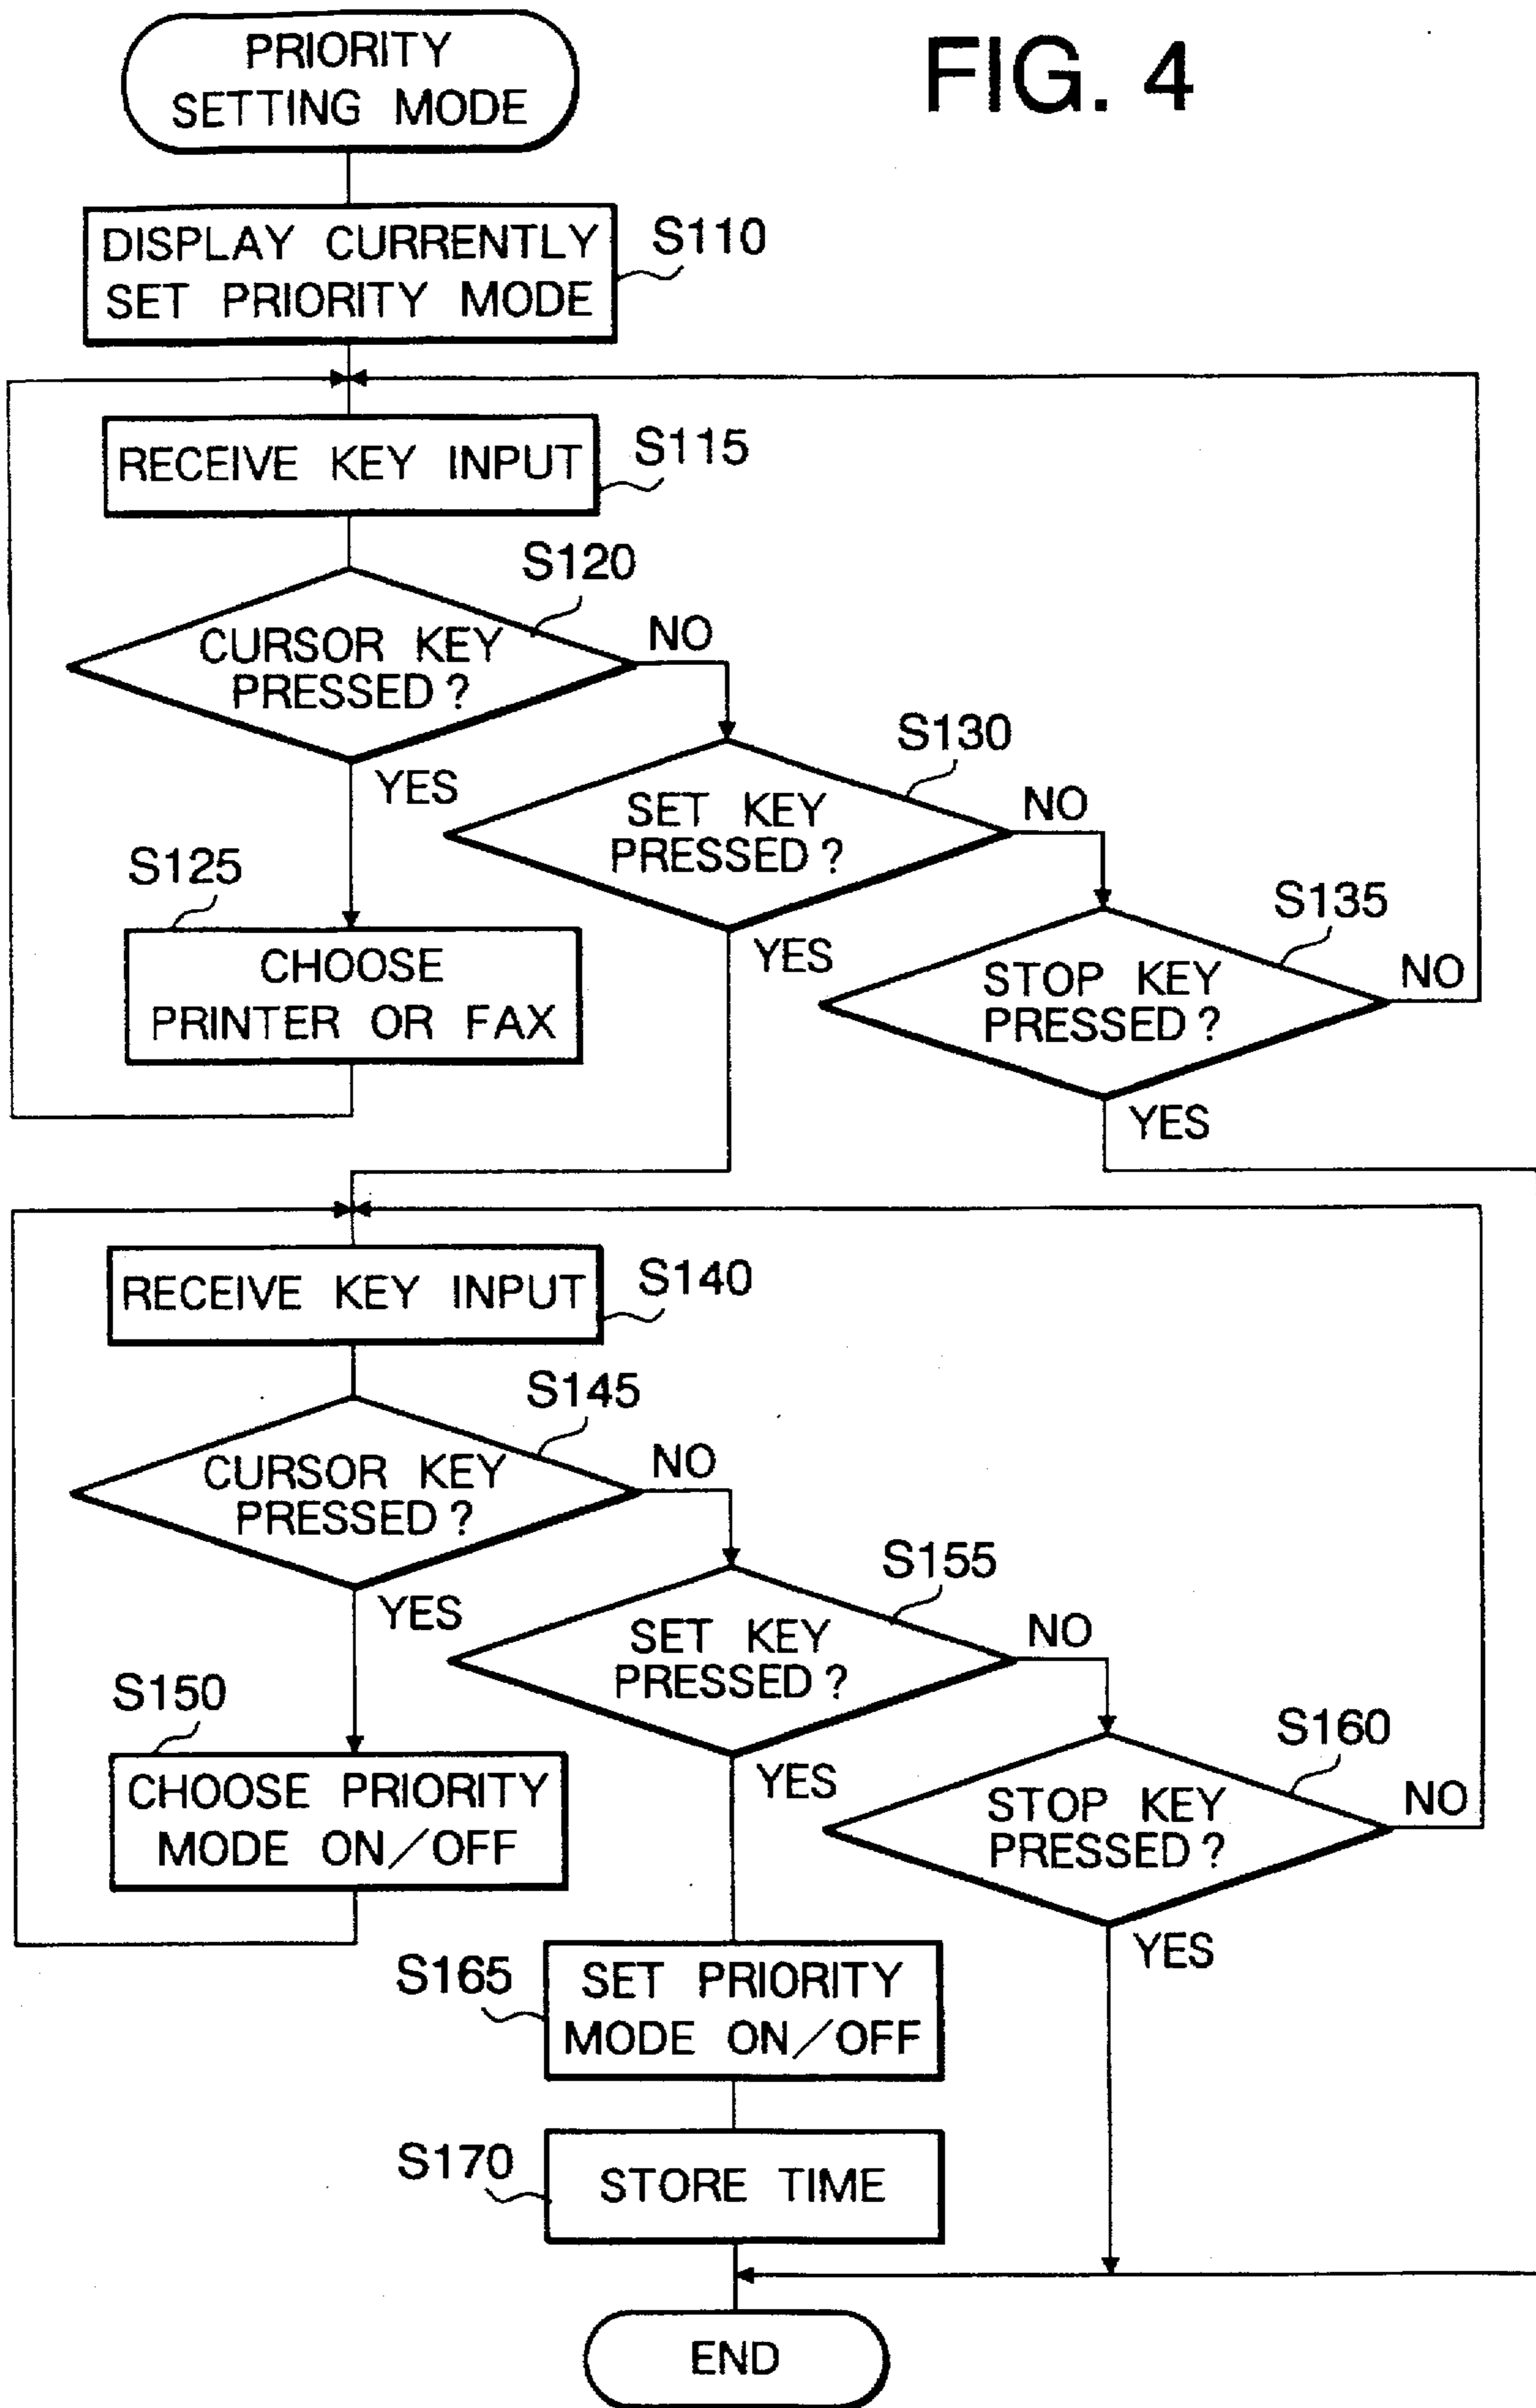 FIG. 4
PRIORITY
SETTING MODE
DISPLAY CURRENTLY
SET PRIORITY MODE
S110
RECEIVE KEY INPUT
S115
S120
CURSOR KEY
PRESSED?
NO
YES
S130
SET KEY
PRESSED?
NO
YES
S125
CHOOSE
PRINTER OR FAX
S135
STOP KEY
PRESSED?
NO
YES
RECEIVE KEY INPUT
S140
S145
CURSOR KEY
PRESSED?
NO
YES
S155
SET KEY
PRESSED?
NO
YES
S150
CHOOSE PRIORITY
MODE ON/OFF
S160
STOP KEY
PRESSED?
NO
YES
S165
SET PRIORITY
MODE ON/OFF
S170
STORE TIME
END